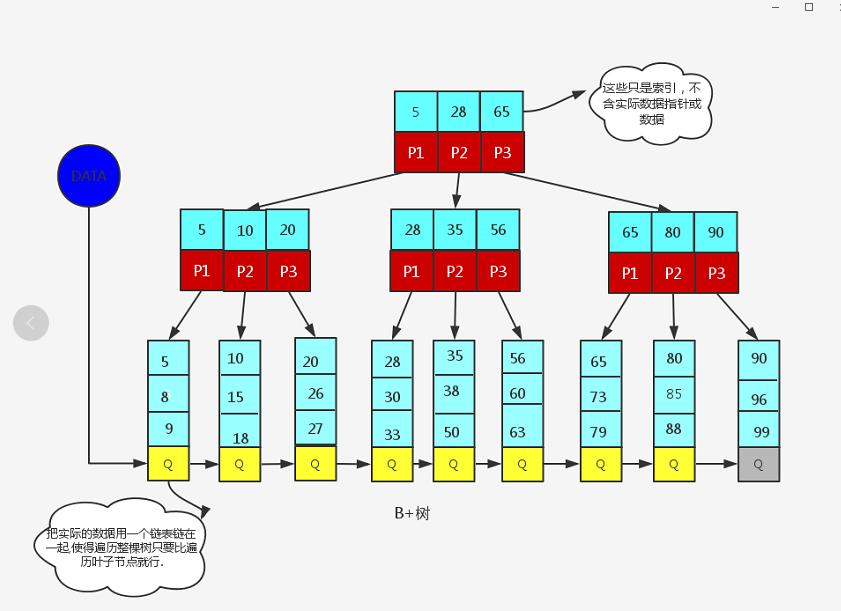 这些只是索引，不
含实际数据指针或
数据
5 28 65
P1 P2 P3
DATA
5 10 20
P1 P2 P3
28 35 56
P1 P2 P3
65 80 90
P1 P2 P3
5 10 20 28 35 56 65 80 90
8 15 26 30 38 60 73 85 96
9 18 27 33 50 63 79 88 99
Q Q Q Q Q Q Q Q Q
B+树
把实际的数据用一个链表链在
一起,使得遍历整棵树只要比遍
历叶子节点就行.